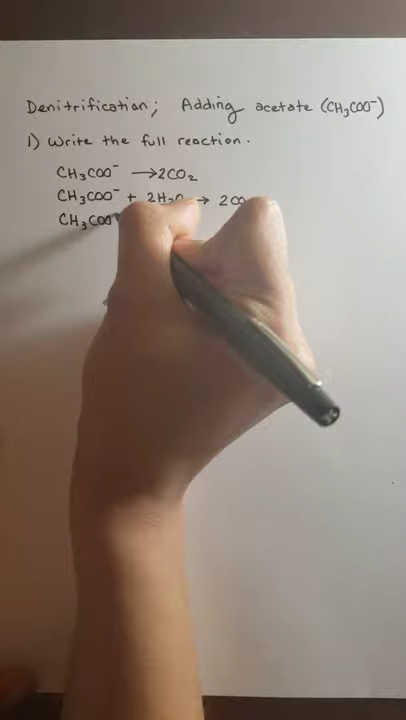 Denitrification; Adding acetate (CH₃COO⁻)
1) Write the full reaction.
CH₃COO⁻ → 2CO₂
CH₃COO⁻ + 2H₂O → 2CO
CH₃COO